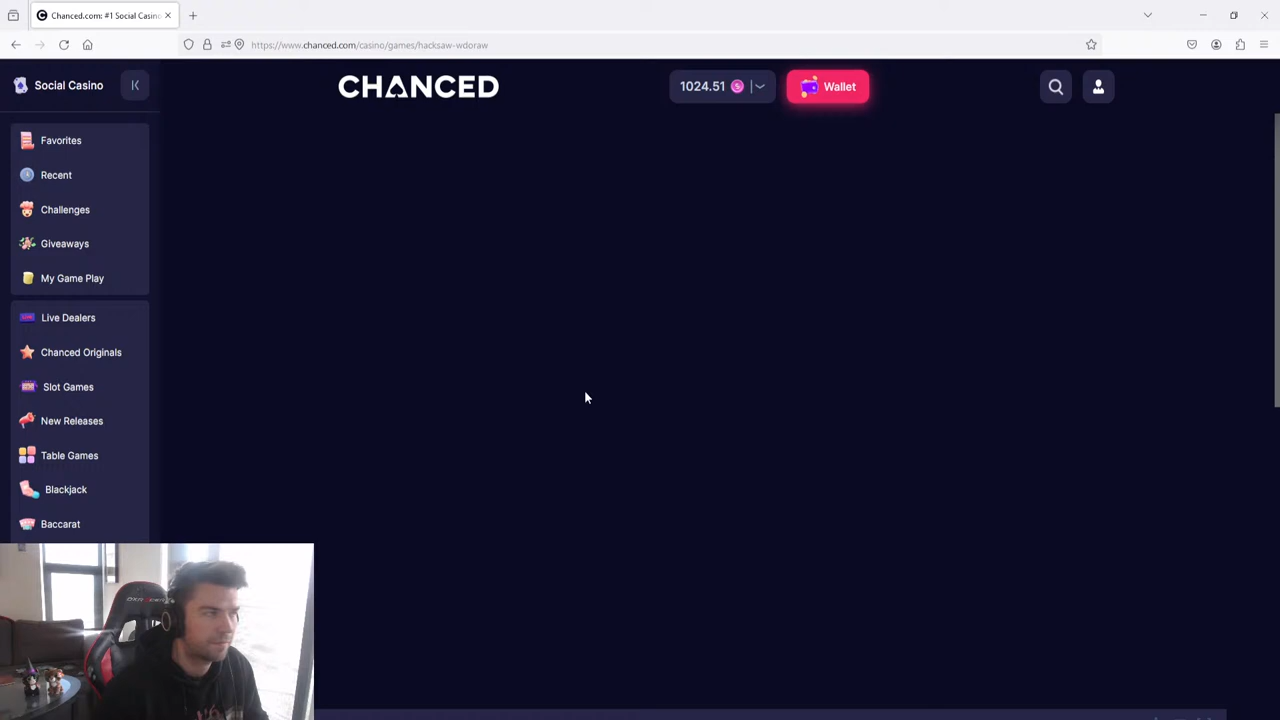 Chanced.com: #1 Social Casin
https://www.chanced.com/casino/games/hacksaw-wdoraw
Social Casino
CHANCED
1024.51
Wallet
Favorites
Recent
Challenges
Giveaways
My Game Play
Live Dealers
Chanced Originals
Slot Games
New Releases
Table Games
Blackjack
Baccarat